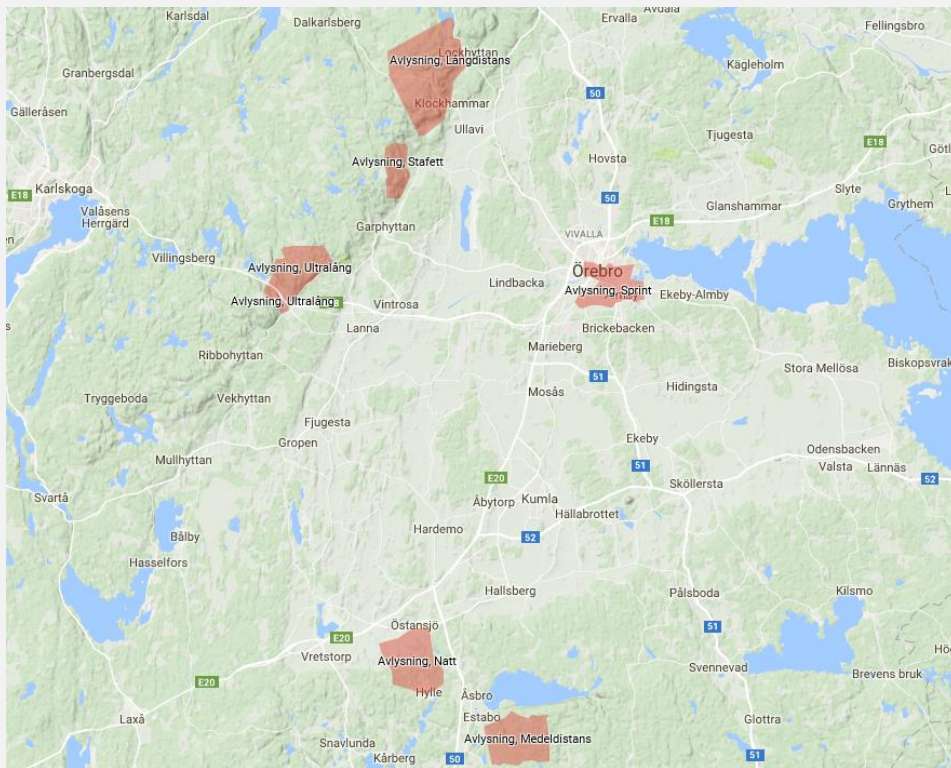 Karlsdal
Dalkarlsberg
Ervalla
Fellingsbro
Lockhyttan
Avlysning, Långdistans
Kägleholm
Granbergsdal
50
Klockhammar
Gälleråsen
Ullavi
Tjugesta
E18
Hovsta
Avlysning, Stafett
Karlskoga
E18
Slyte
50
Glanshammar
Grythem
Valåsens
Herrgärd
Garphyttan
E18
VIVALLA
Villingsberg
Avlysning, Ultralång
Örebro
Lindbacka
Avlysning, Sprint
Ekeby-Almby
Avlysning, Ultralång
Vintrosa
Lanna
Brickebacken
Marieberg
Ribbohyttan
Biskopsvrak
Stora Mellösa
51
Hidingsta
Tryggeboda
Vekhyttan
Mosås
Fjugesta
Gropen
Ekeby
Odensbacken
Mullhyttan
51
Valsta
Lännäs
E20
52
Svartå
Sköllersta
Åbytorp
Kumla
Hällabrottet
Hardemo
Bålby
52
Hasselfors
Hallsberg
Pålsboda
Kilsmo
Östansjö
51
E20
Vretstorp
Avlysning, Natt
Svennevad
Brevens bruk
E20
Hylle
Åsbro
Laxå
Estabo
Glottra
Avlysning, Medeldistans
Snavlunda
Kårberg
50
51